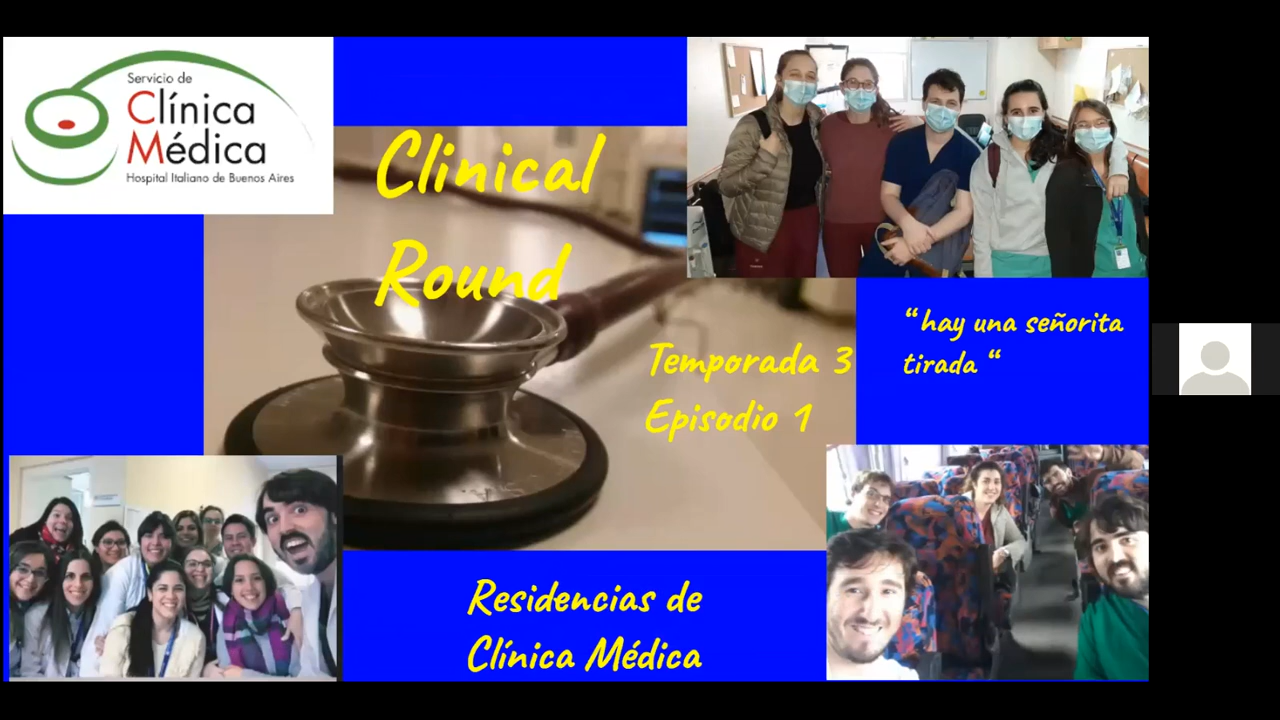 Servicio de
Clínica
Médica
Hospital Italiano de Buenos Aires
Clinical
Round
Temporada 3
Episodio 1
“ hay una señorita
tirada “
Residencias de
Clínica Médica